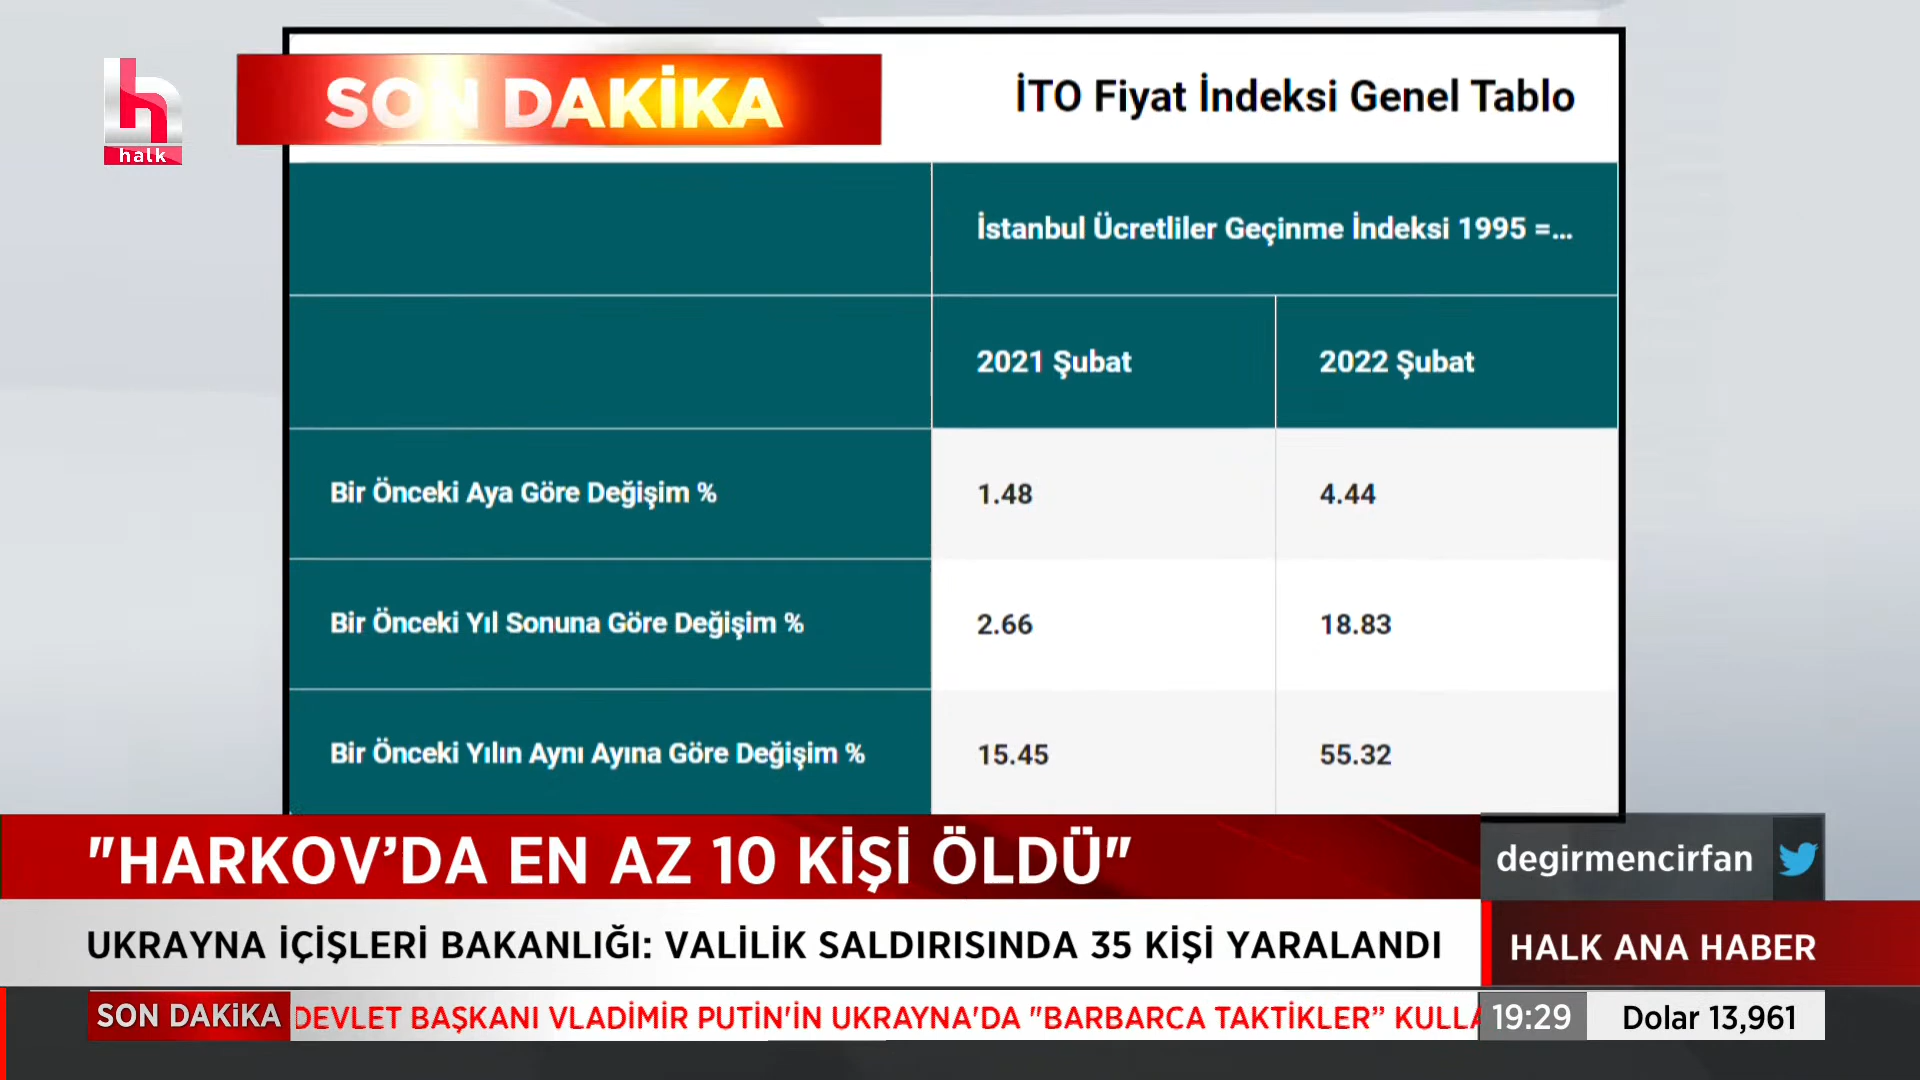 h
halk
SON DAKİKA
İTO Fiyat İndeksi Genel Tablo
İstanbul Ücretliler Geçinme İndeksi 1995 =...
2021 Şubat
2022 Şubat
Bir Önceki Aya Göre Değişim %
1.48
4.44
Bir Önceki Yıl Sonuna Göre Değişim %
2.66
18.83
Bir Önceki Yılın Aynı Ayına Göre Değişim %
15.45
55.32
"HARKOV’DA EN AZ 10 KİŞİ ÖLDÜ"
degirmencirfan
UKRAYNA İÇİŞLERİ BAKANLIĞI: VALİLİK SALDIRISINDA 35 KİŞİ YARALANDI
HALK ANA HABER
SON DAKiKA
DEVLET BAŞKANI VLADİMİR PUTİN'İN UKRAYNA'DA "BARBARCA TAKTİKLER” KULLA
19:29
Dolar 13,961